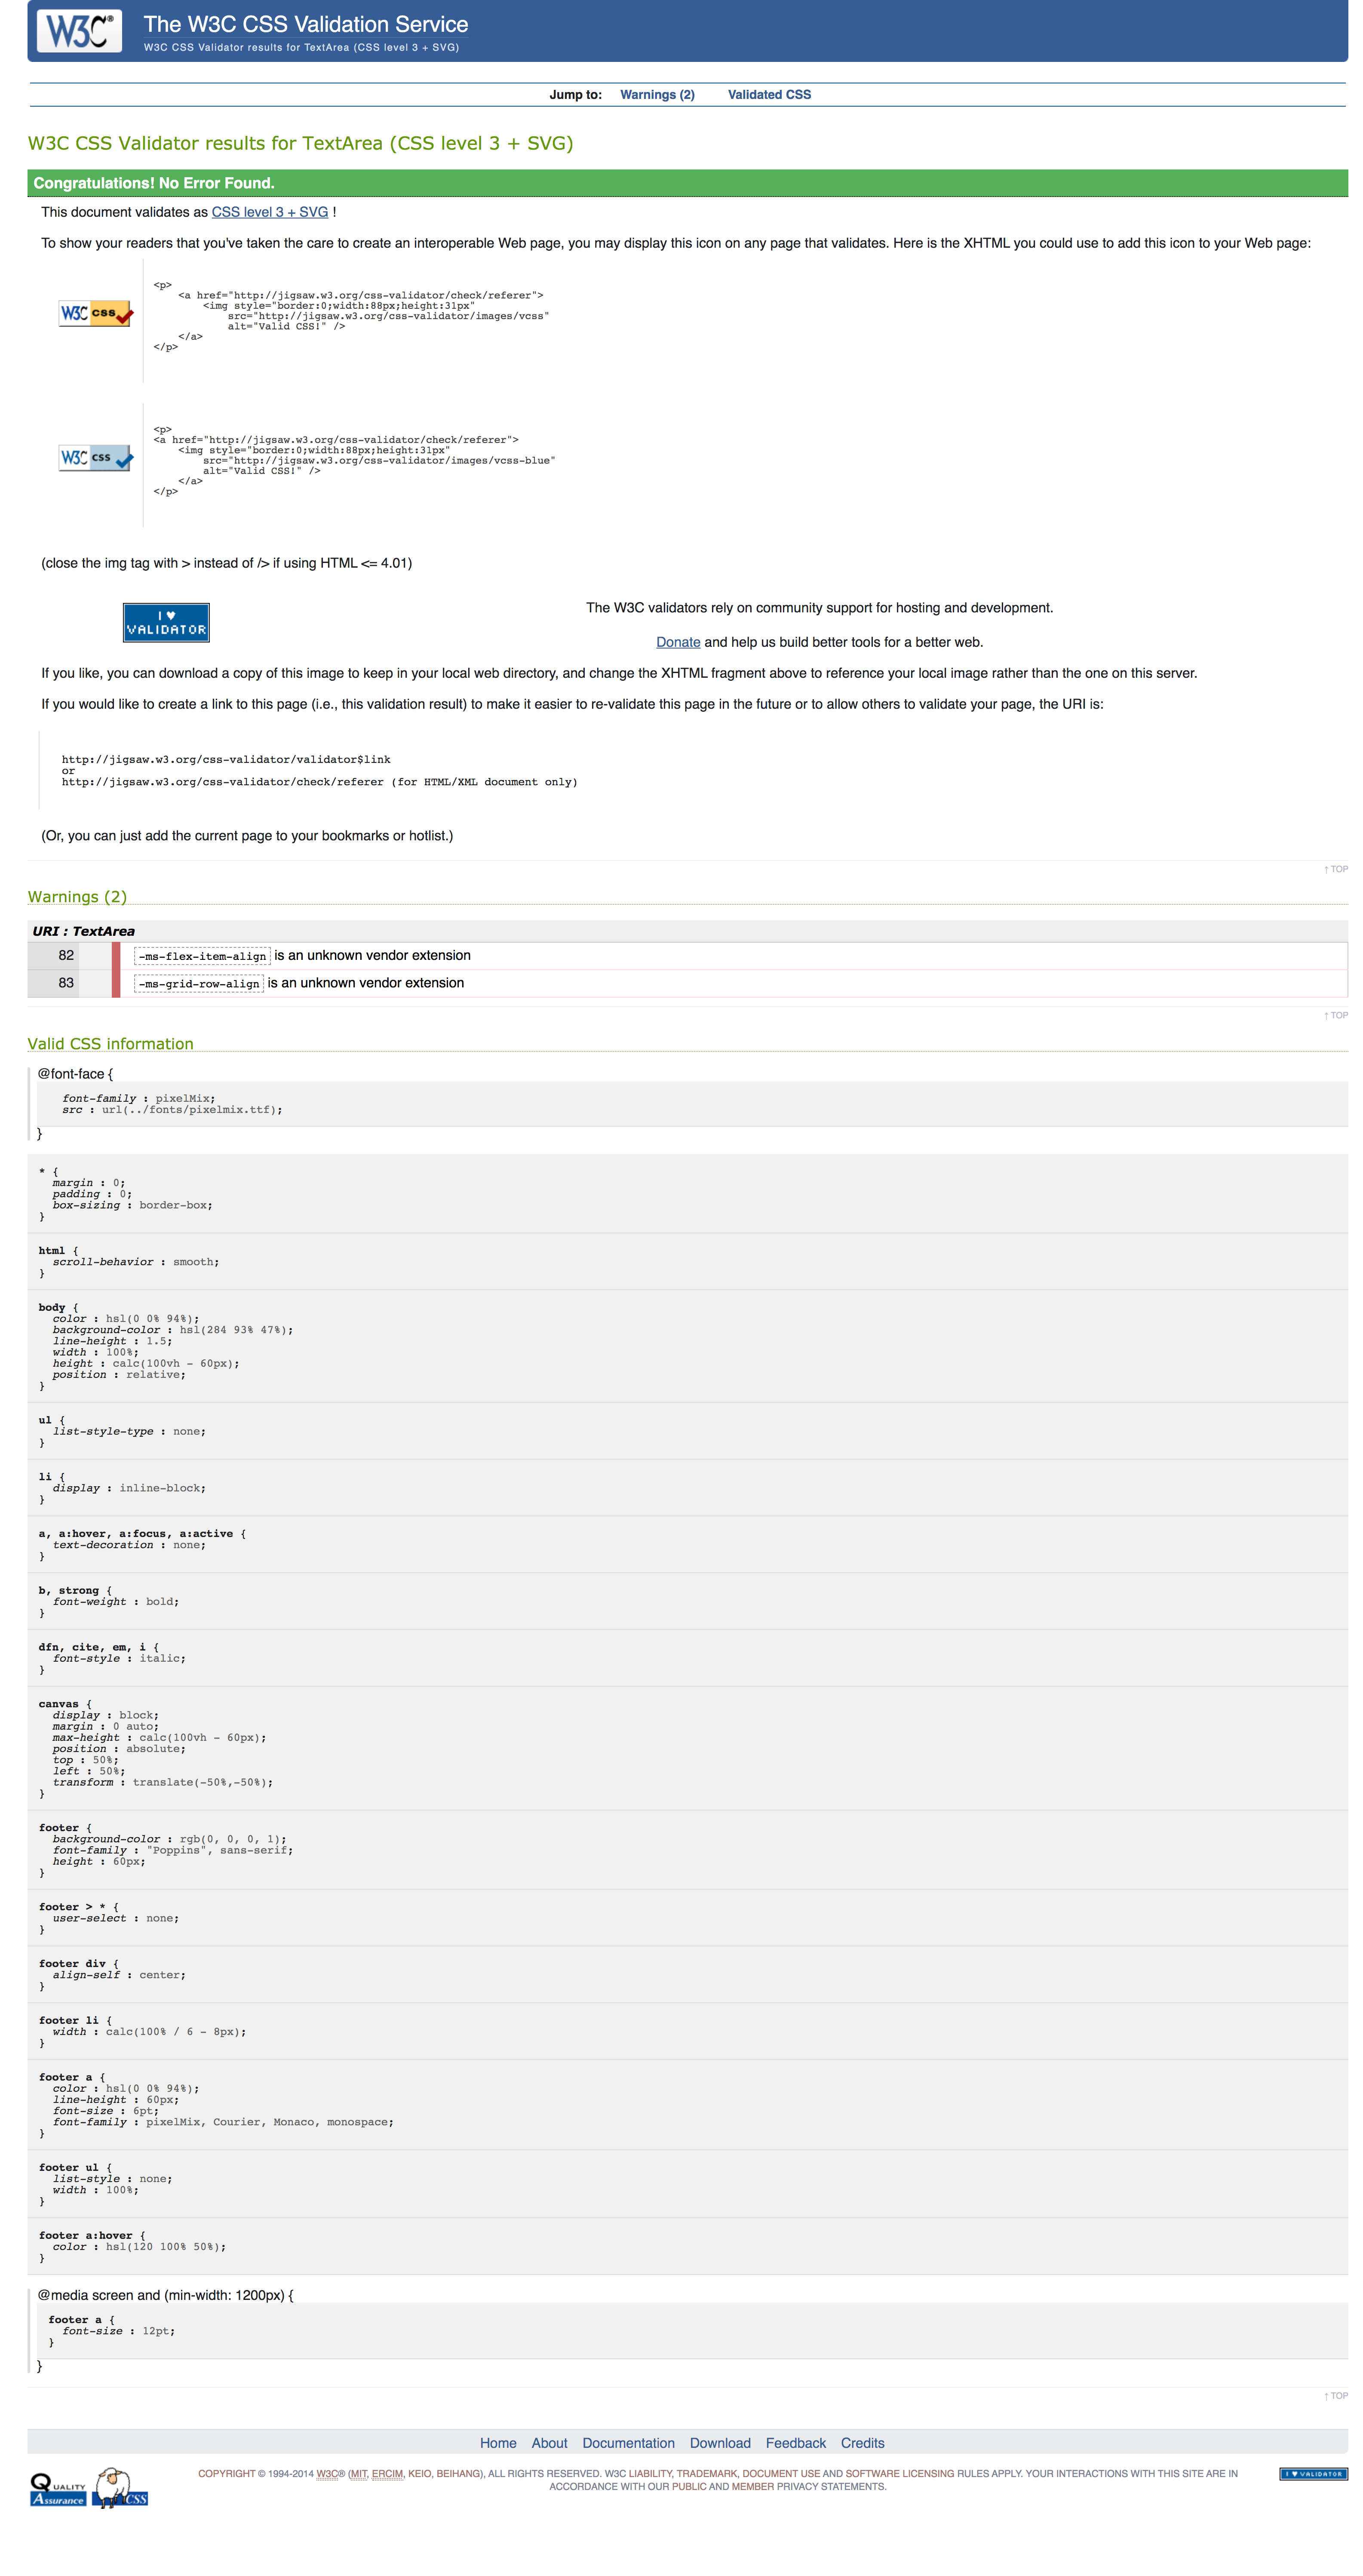 W3C®
The W3C CSS Validation Service
W3C CSS Validator results for TextArea (CSS level 3 + SVG)
Jump to: Warnings (2) Validated CSS
W3C CSS Validator results for TextArea (CSS level 3 + SVG)
Congratulations! No Error Found.
This document validates as CSS level 3 + SVG !
To show your readers that you've taken the care to create an interoperable Web page, you may display this icon on any page that validates. Here is the XHTML you could use to add this icon to your Web page:
W3C css
<p>
<a href="http://jigsaw.w3.org/css-validator/check/referer">
<img style="border:0;width:88px;height:31px"
src="http://jigsaw.w3.org/css-validator/images/vcss"
alt="Valid CSS!" />
</a>
</p>
W3C css
<p>
<a href="http://jigsaw.w3.org/css-validator/check/referer">
<img style="border:0;width:88px;height:31px"
src="http://jigsaw.w3.org/css-validator/images/vcss-blue"
alt="Valid CSS!" />
</a>
</p>
(close the img tag with > instead of /> if using HTML <= 4.01)
I ♥
VALIDATOR
The W3C validators rely on community support for hosting and development.
Donate and help us build better tools for a better web.
If you like, you can download a copy of this image to keep in your local web directory, and change the XHTML fragment above to reference your local image rather than the one on this server.
If you would like to create a link to this page (i.e., this validation result) to make it easier to re-validate this page in the future or to allow others to validate your page, the URI is:
http://jigsaw.w3.org/css-validator/validator$link
or
http://jigsaw.w3.org/css-validator/check/referer (for HTML/XML document only)
(Or, you can just add the current page to your bookmarks or hotlist.)
↑ TOP
Warnings (2)
URI : TextArea
82 -ms-flex-item-align is an unknown vendor extension
83 -ms-grid-row-align is an unknown vendor extension
↑ TOP
Valid CSS information
@font-face {
font-family : pixelMix;
src : url(../fonts/pixelmix.ttf);
}
* {
margin : 0;
padding : 0;
box-sizing : border-box;
}
html {
scroll-behavior : smooth;
}
body {
color : hsl(0 0% 94%);
background-color : hsl(284 93% 47%);
line-height : 1.5;
width : 100%;
height : calc(100vh - 60px);
position : relative;
}
ul {
list-style-type : none;
}
li {
display : inline-block;
}
a, a:hover, a:focus, a:active {
text-decoration : none;
}
b, strong {
font-weight : bold;
}
dfn, cite, em, i {
font-style : italic;
}
canvas {
display : block;
margin : 0 auto;
max-height : calc(100vh - 60px);
position : absolute;
top : 50%;
left : 50%;
transform : translate(-50%,-50%);
}
footer {
background-color : rgb(0, 0, 0, 1);
font-family : "Poppins", sans-serif;
height : 60px;
}
footer > * {
user-select : none;
}
footer div {
align-self : center;
}
footer li {
width : calc(100% / 6 - 8px);
}
footer a {
color : hsl(0 0% 94%);
line-height : 60px;
font-size : 6pt;
font-family : pixelMix, Courier, Monaco, monospace;
}
footer ul {
list-style : none;
width : 100%;
}
footer a:hover {
color : hsl(120 100% 50%);
}
@media screen and (min-width: 1200px) {
footer a {
font-size : 12pt;
}
}
↑ TOP
Home About Documentation Download Feedback Credits
Quality Assurance
CSS
COPYRIGHT © 1994-2014 W3C® (MIT, ERCIM, KEIO, BEIHANG), ALL RIGHTS RESERVED. W3C LIABILITY, TRADEMARK, DOCUMENT USE AND SOFTWARE LICENSING RULES APPLY. YOUR INTERACTIONS WITH THIS SITE ARE IN
ACCORDANCE WITH OUR PUBLIC AND MEMBER PRIVACY STATEMENTS.
I ♥ VALIDATOR